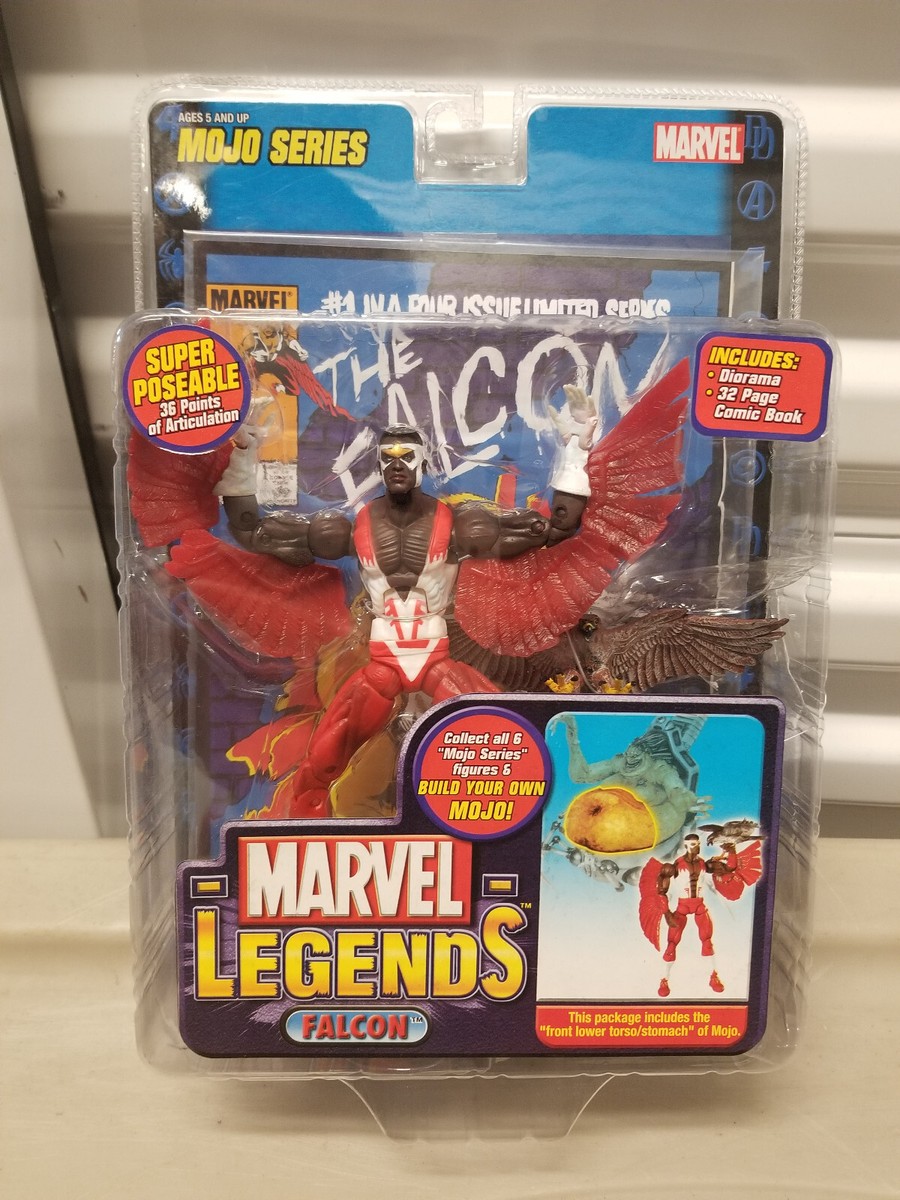 AGES 5 AND UP
MOJO SERIES
MARVEL
MARVEL
#1 IN A FOUR ISSUE LIMITED SERIES
THE
FALCON
SUPER
POSEABLE
36 Points
of Articulation
INCLUDES:
• Diorama
• 32 Page
Comic Book
Collect all 6
"Mojo Series"
figures &
BUILD YOUR OWN
MOJO!
MARVEL
LEGENDS™
FALCON™
This package includes the
"front lower torso/stomach" of Mojo.